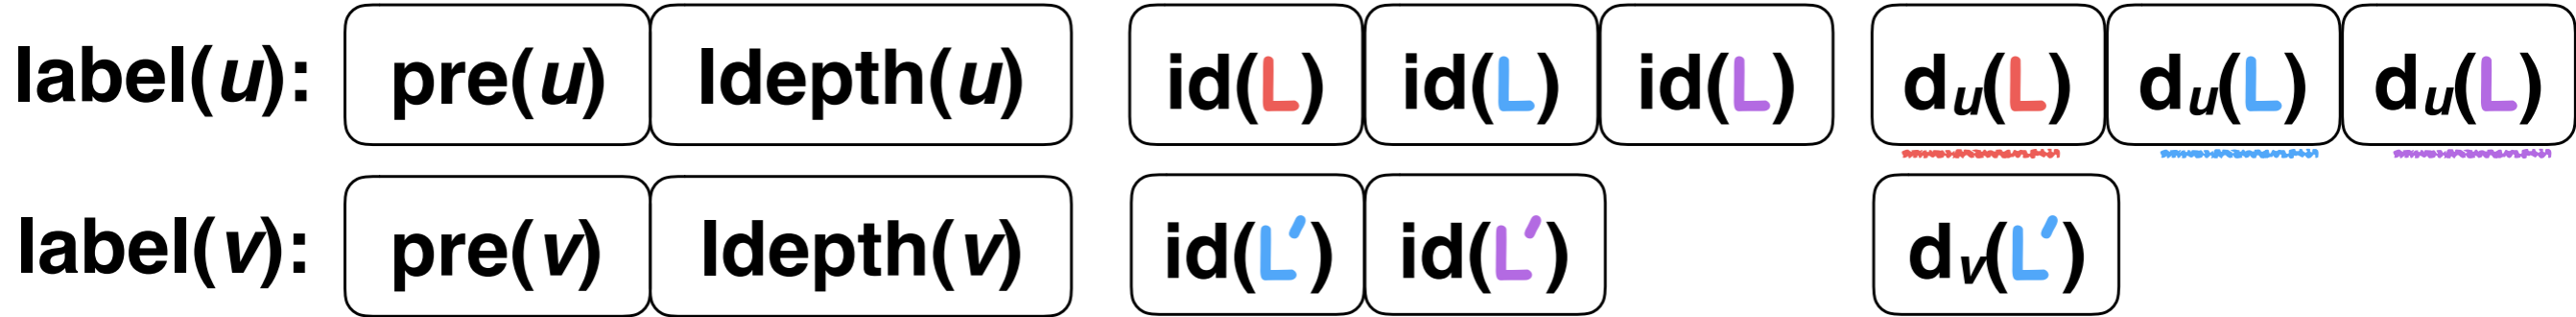 label(u): pre(u) ldepth(u) id(L) id(L) id(L) du(L) du(L) du(L)
label(v): pre(v) ldepth(v) id(L′) id(L′) dv(L′)